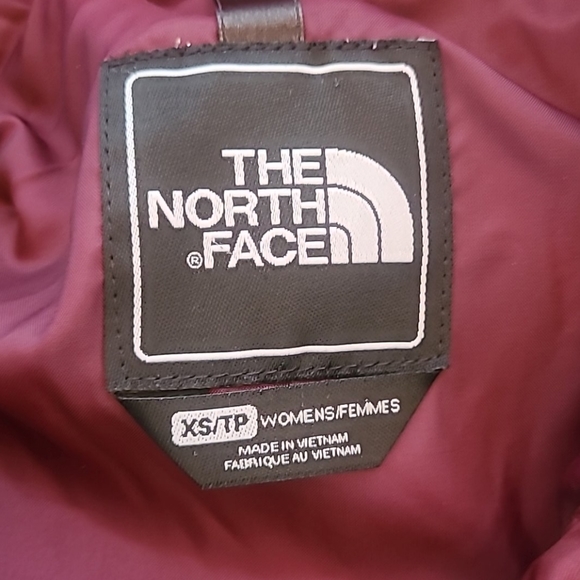 THE
NORTH
®FACE
XS/TP WOMENS/FEMMES
MADE IN VIETNAM
FABRIQUE AU VIETNAM